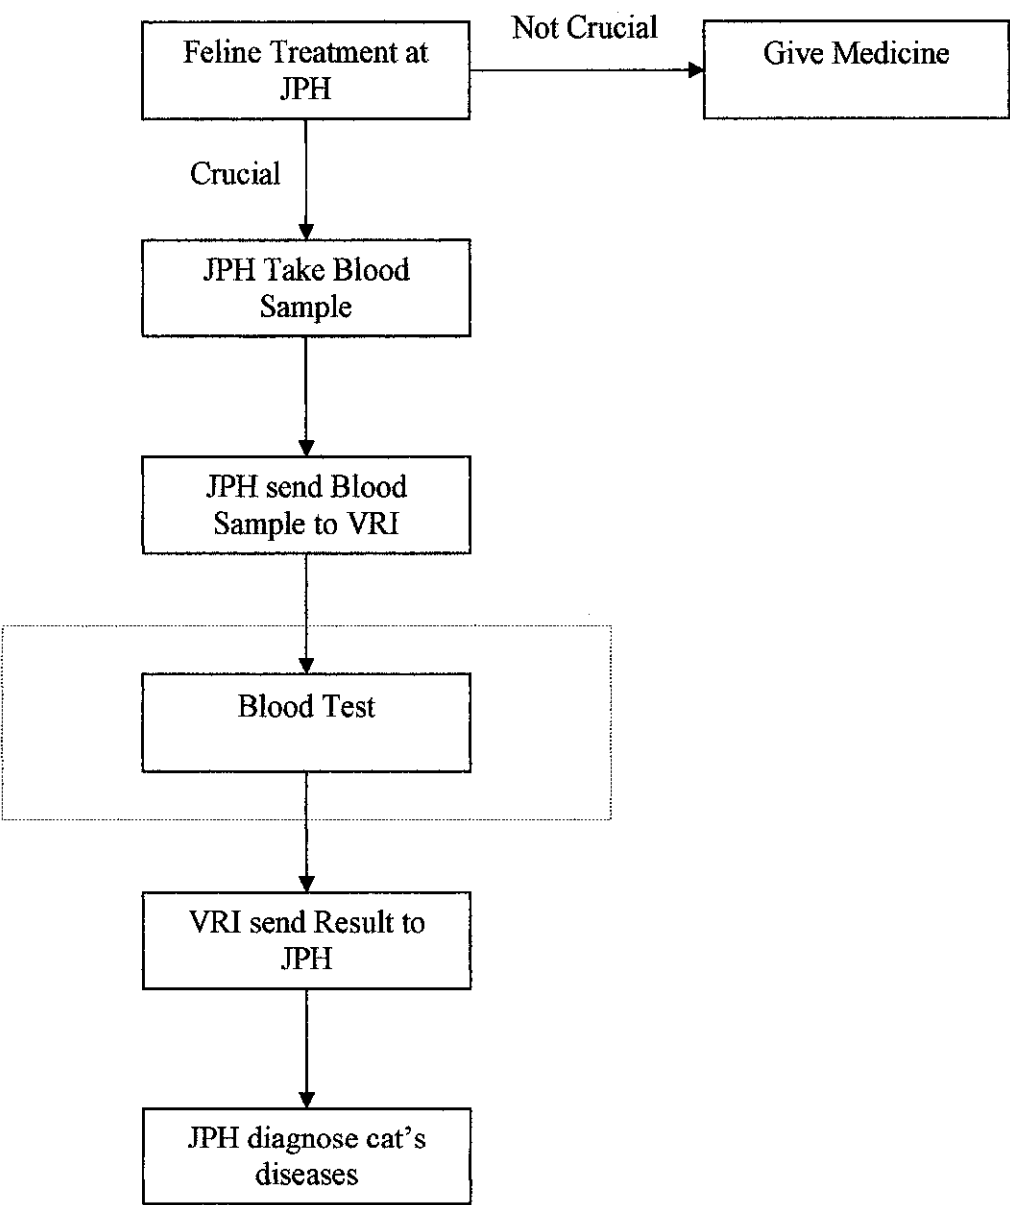 Feline Treatment at
JPH
Not Crucial
Give Medicine
Crucial
JPH Take Blood
Sample
JPH send Blood
Sample to VRI
Blood Test
VRI send Result to
JPH
JPH diagnose cat's
diseases